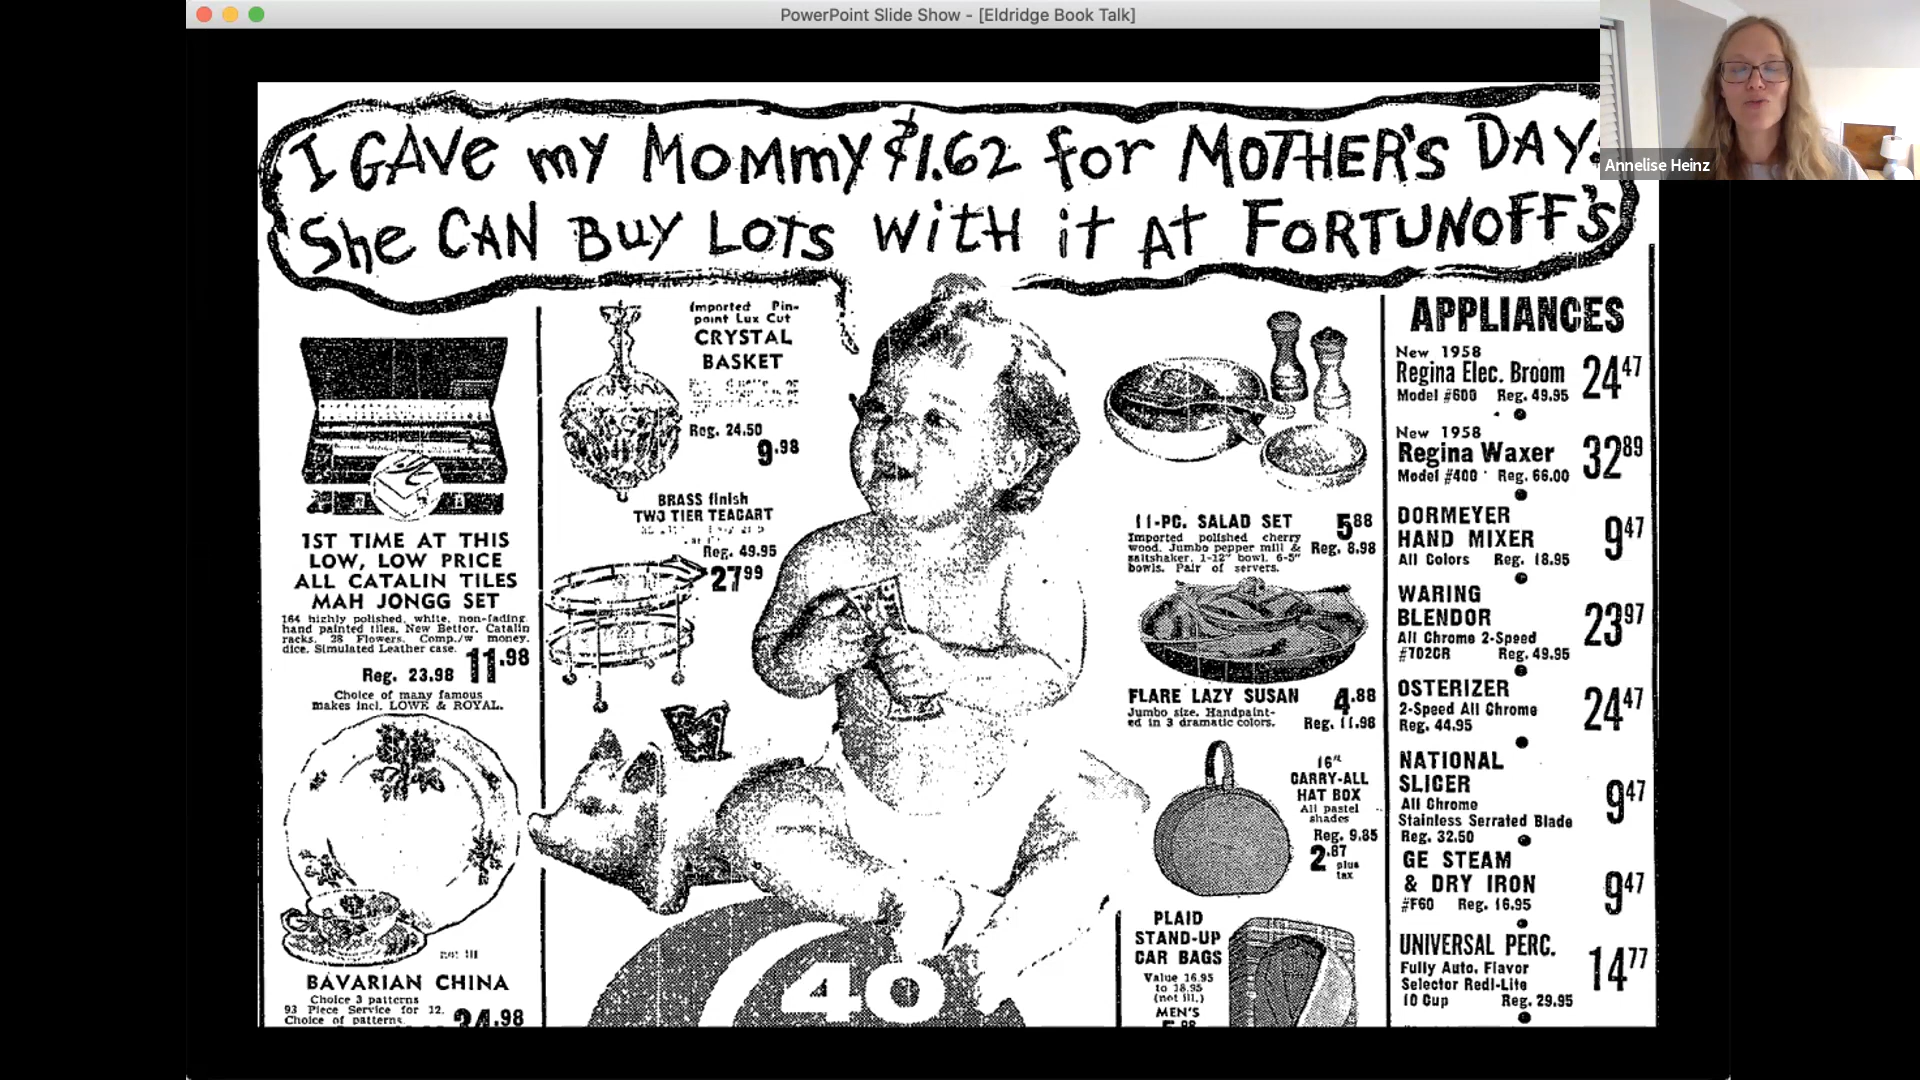 PowerPoint Slide Show - [Eldridge Book Talk]
Annelise Heinz
I GAVE my MOMMY $1.62 for MOTHER'S DAY.
She CAN BUY LOTS WITH it AT FORTUNOFF'S
1ST TIME AT THIS
LOW, LOW PRICE
ALL CATALIN TILES
MAH JONGG SET
164 highly polished, white, non-fading
hand painted tiles. New Bettor. Catalin
racks. 28 Flowers. Comp./w money.
dice. Simulated Leather case.
Reg. 23.98 11.98
Choice of many famous
makes incl. LOWE & ROYAL.
not ill
BAVARIAN CHINA
Choice 3 patterns
93 Piece Service for 12.
Choice of patterns. 34.98
Imported Pin-
point Lux Cut
CRYSTAL
BASKET
Reg. 24.50
9.98
BRASS finish
TWO TIER TEACART
Reg. 49.95
27.99
40
11-PC. SALAD SET 5.88
Imported polished cherry
wood. Jumbo pepper mill &
saltshaker. 1-12" bowl. 6-5"
bowls. Pair of servers.
Reg. 8.98
FLARE LAZY SUSAN 4.88
Jumbo size. Handpaint-
ed in 3 dramatic colors.
Reg. 11.98
16"
CARRY-ALL
HAT BOX
All pastel
shades
Reg. 9.85
2.87
plus
tax
PLAID
STAND-UP
CAR BAGS
Value 16.95
to 18.95
(not ill.)
MEN'S
APPLIANCES
New 1958
Regina Elec. Broom 24 47
Model #600 Reg. 49.95
New 1958
Regina Waxer 32 89
Model #400 Reg. 66.00
DORMEYER
HAND MIXER 9 47
All Colors Reg. 18.95
WARING
BLENDOR 23 97
All Chrome 2-Speed
#702CR Reg. 49.95
OSTERIZER
2-Speed All Chrome 24 47
Reg. 44.95
NATIONAL
SLICER
All Chrome 9 47
Stainless Serrated Blade
Reg. 32.50
GE STEAM
& DRY IRON 9 47
#F60 Reg. 16.95
UNIVERSAL PERC.
Fully Auto. Flavor 14 77
Selector Redi-Lite
10 Cup Reg. 29.95